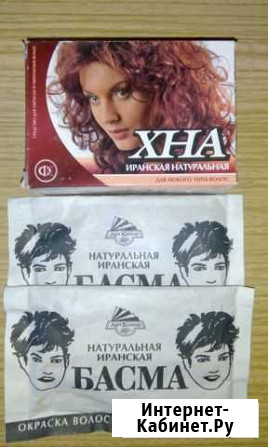 ХНА
ИРАНСКАЯ НАТУРАЛЬНАЯ
ДЛЯ ЛЮБОГО ТИПА ВОЛОС
НАТУРАЛЬНАЯ
ИРАНСКАЯ
БАСМА
НАТУРАЛЬНАЯ
ИРАНСКАЯ
БАСМА
ОКРАСКА ВОЛОС
Интернет-
Кабинет.Ру